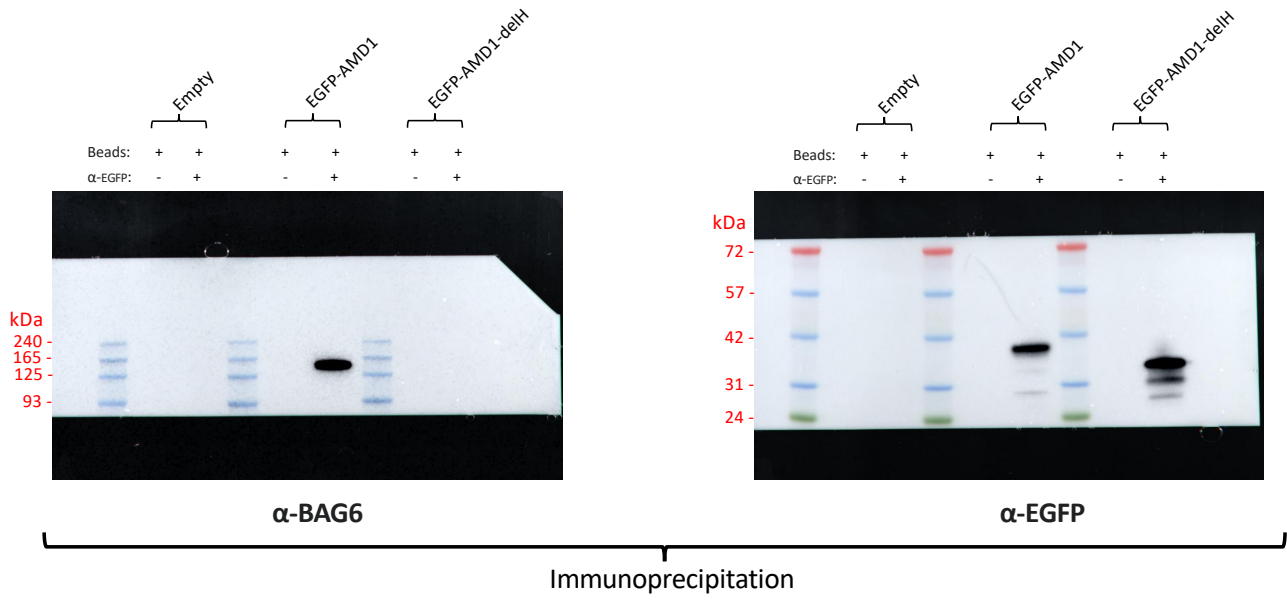 Empty
EGFP-AMD1
EGFP-AMD1-delH
Beads: + + + + + +
α-EGFP: - + - + - +
kDa
240 -
165 -
125 -
93 -
α-BAG6
Empty
EGFP-AMD1
EGFP-AMD1-delH
Beads: + + + + + +
α-EGFP: - + - + - +
kDa
72 -
57 -
42 -
31 -
24 -
α-EGFP
Immunoprecipitation